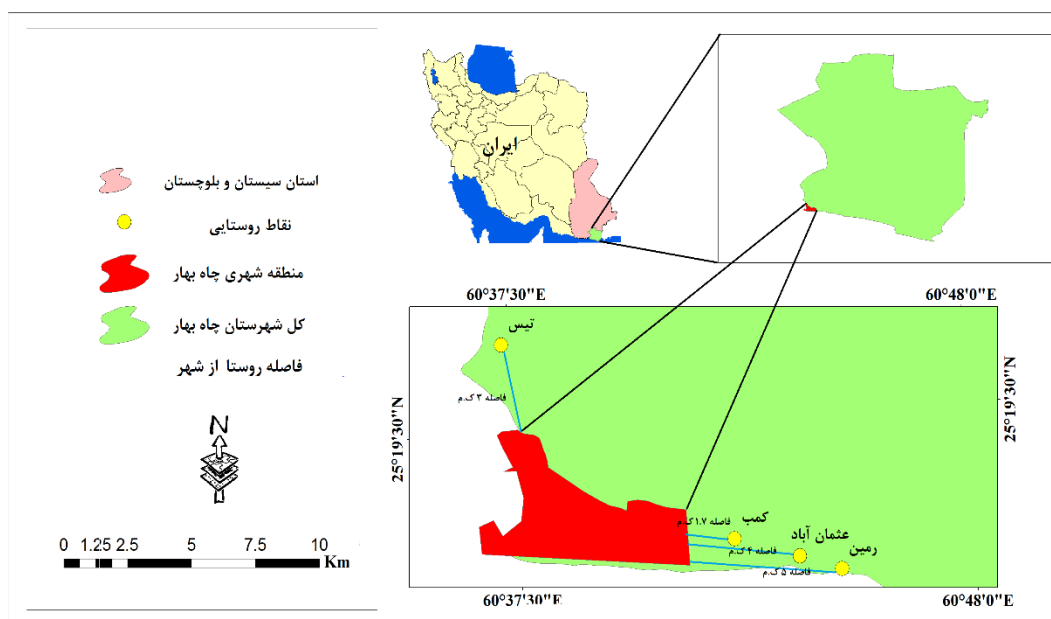 ایران
استان سیستان و بلوچستان
نقاط روستایی
منطقه شهری چاه بهار
کل شهرستان چاه بهار
فاصله روستا از شهر
N
0 1.25 2.5 5 7.5 10
Km
60°37'30"E 60°48'0"E
تیس
فاصله ۳ ک.م
25°19'30"N
25°19'30"N
کمب
فاصله ۱.۷ ک.م
عثمان آباد
فاصله ۴ ک.م
رمین
فاصله ۵ ک.م
60°37'30"E 60°48'0"E